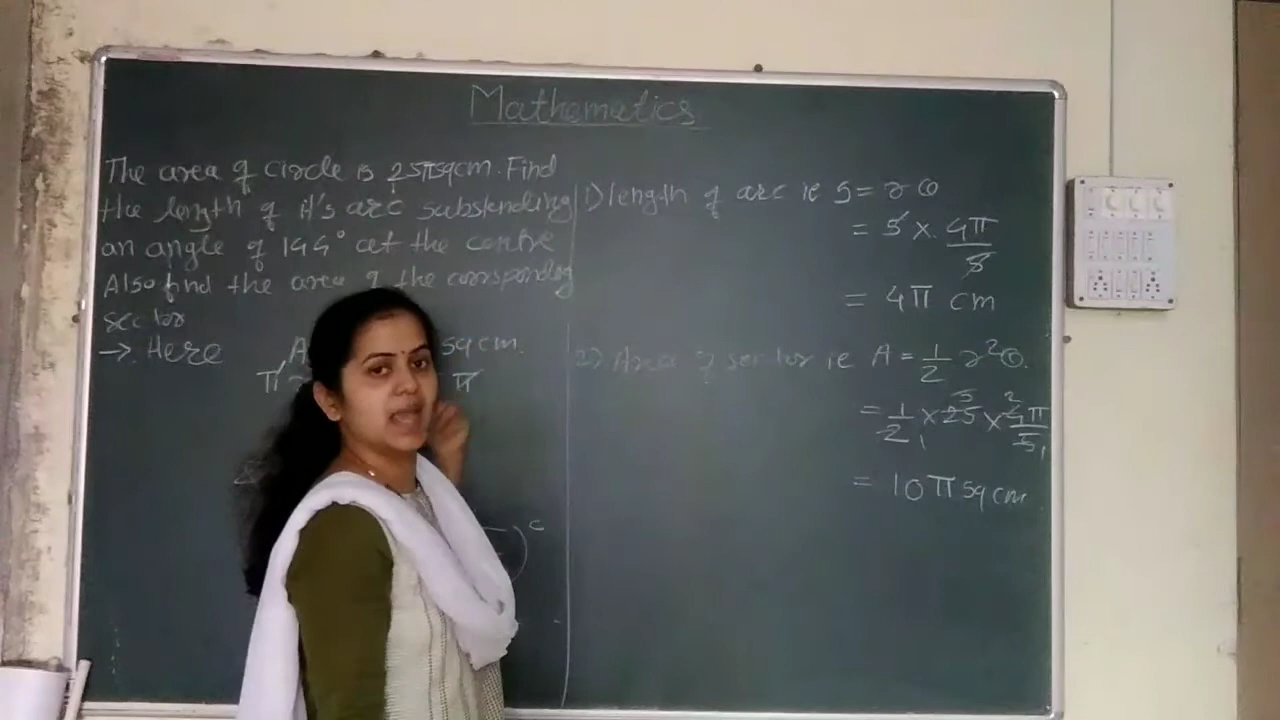 Mathematics
The area of circle is 25π sq cm. Find
the length of it's arc substending
an angle of 144° at the centre
Also find the area of the corresponding
sector
→ Here A sq cm.
π π
)ᶜ
1) length of arc ie S = r θ
= 5 × 4π/5
= 4π cm
2) Area of sector ie A = 1/2 r²θ.
= 1/2 × 25 × 4π/5
= 10π sq cm